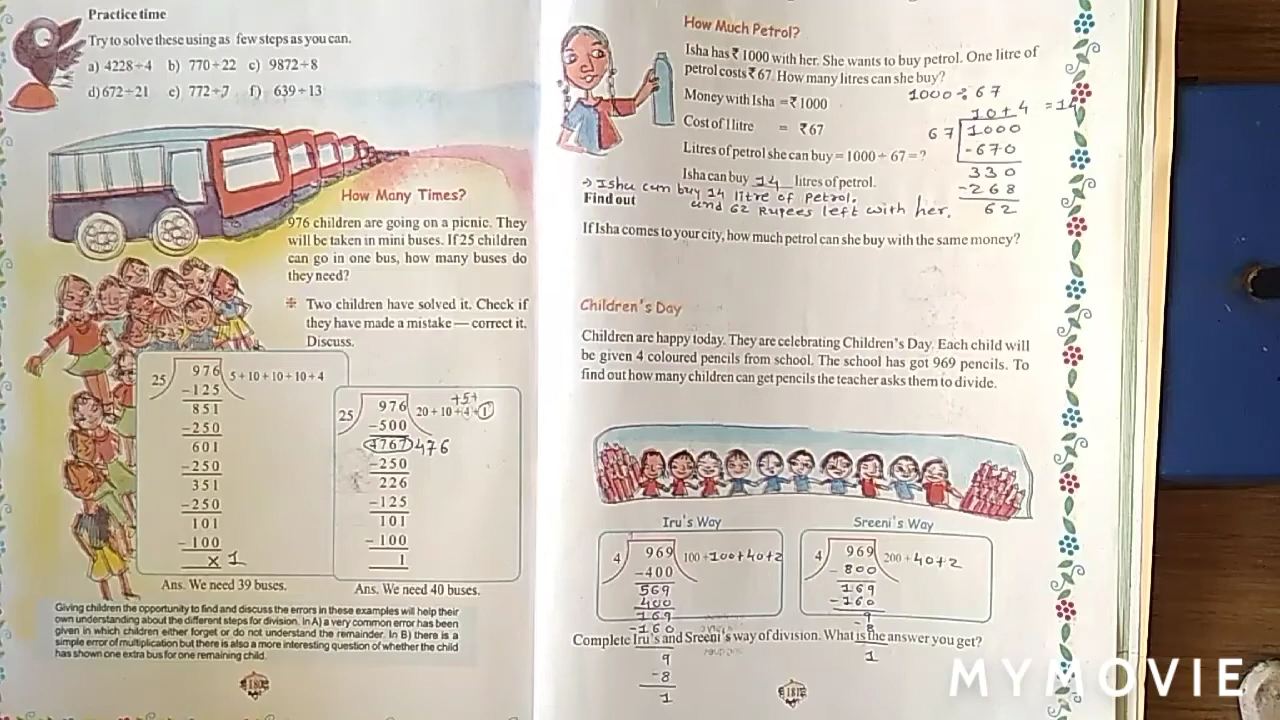 Practice time
Try to solve these using as few steps as you can.
a) 4228÷4 b) 770÷22 c) 9872÷8
d) 672÷21 e) 772÷7 f) 639÷13
How Many Times?
976 children are going on a picnic. They
will be taken in mini buses. If 25 children
can go in one bus, how many buses do
they need?
Two children have solved it. Check if
they have made a mistake — correct it.
Discuss.
25 976 5+10+10+10+4
-125
851
-250
601
-250
351
-250
101
-100
x 1
Ans. We need 39 buses.
+5+
25 976 20+10+4+1
-500
4767 476
-250
226
-125
101
-100
1
Ans. We need 40 buses.
Giving children the opportunity to find and discuss the errors in these examples will help their
own understanding about the different steps for division. In A) a very common error has been
given in which children either forget or do not understand the remainder. In B) there is a
simple error of multiplication but there is also a more interesting question of whether the child
has shown one extra bus for one remaining child.
180
How Much Petrol?
Isha has ₹ 1000 with her. She wants to buy petrol. One litre of
petrol costs ₹ 67. How many litres can she buy?
Money with Isha = ₹ 1000
Cost of 1 litre = ₹ 67
Litres of petrol she can buy = 1000 ÷ 67 = ?
Isha can buy 14 litres of petrol.
→ Isha can buy 14 litre of Petrol.
and 62 Rupees left with her.
1000 ÷ 67
10+4 =14
67 1000
-670
330
-268
62
Find out
If Isha comes to your city, how much petrol can she buy with the same money?
Children's Day
Children are happy today. They are celebrating Children's Day. Each child will
be given 4 coloured pencils from school. The school has got 969 pencils. To
find out how many children can get pencils the teacher asks them to divide.
Iru's Way
4 969 100+100+40+2
-400
569
400
169
-160
9
-8
1
Sreeni's Way
4 969 200+40+2
-800
169
-160
9
-8
1
Complete Iru's and Sreeni's way of division. What is the answer you get?
181
MYMOVIE